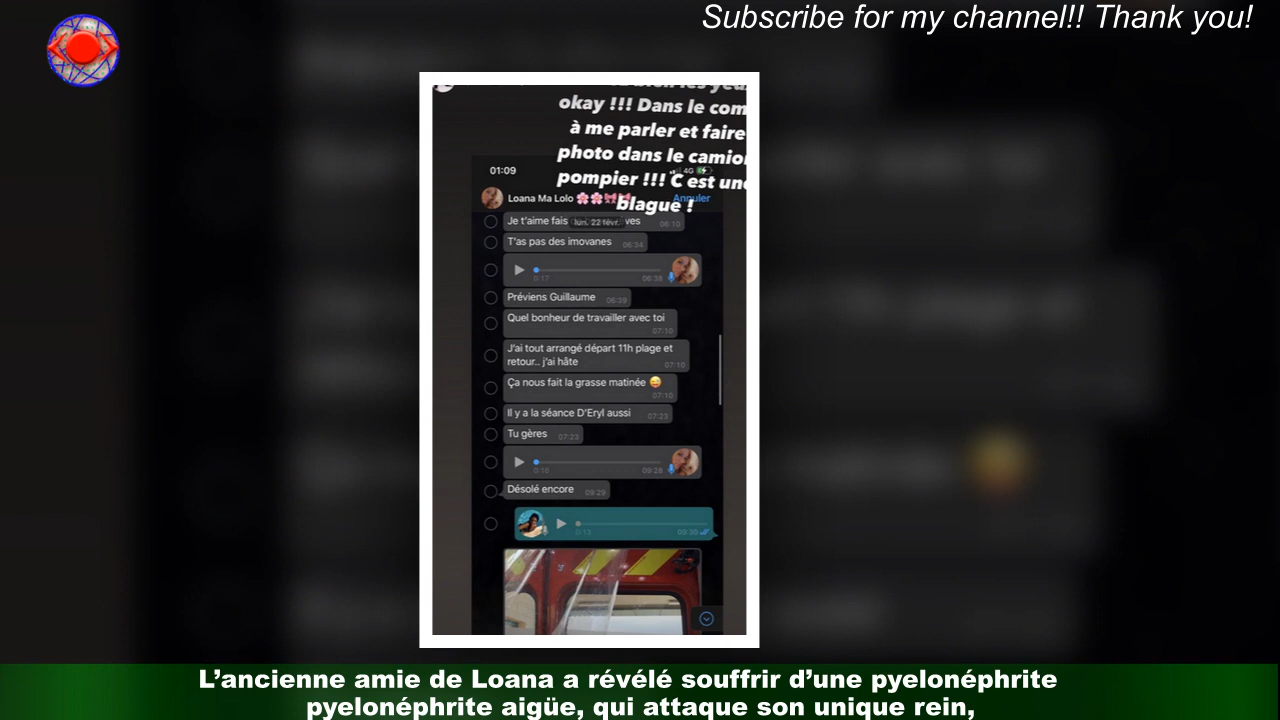 Subscribe for my channel!! Thank you!
okay !!! Dans le com
à me parler et faire
photo dans le camion
pompier !!! C est une
blague !
01:09
4G
Loana Ma Lolo 🌸🌸🎀🎀
Annuler
Je t'aime fais
lun. 22 févr.
ves
06:10
T'as pas des imovanes 06:34
0:17 06:38
Préviens Guillaume 06:39
Quel bonheur de travailler avec toi
07:10
J'ai tout arrangé départ 11h plage et
retour.. j'ai hâte 07:10
Ça nous fait la grasse matinée 😄
07:10
Il y a la séance D'Eryl aussi 07:23
Tu gères 07:23
0:16 09:28
Désolé encore 09:29
0:13 09:30
L'ancienne amie de Loana a révélé souffrir d'une pyelonéphrite
pyelonéphrite aigüe, qui attaque son unique rein,